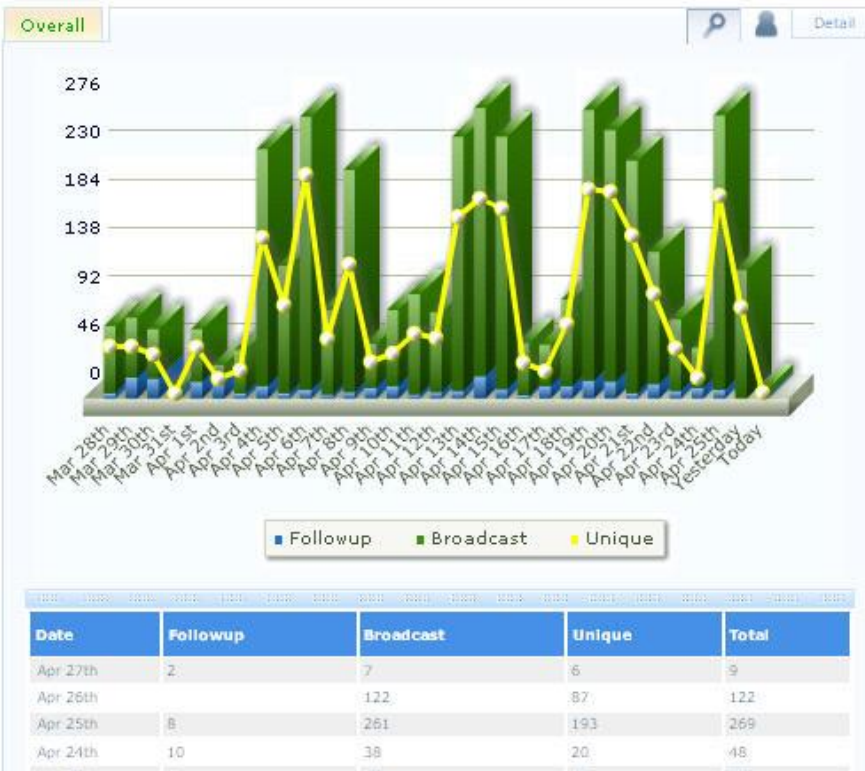 Overall
Detail
276
230
184
138
92
46
0
Mar 28th
Mar 29th
Mar 30th
Mar 31st
Apr 1st
Apr 2nd
Apr 3rd
Apr 4th
Apr 5th
Apr 6th
Apr 7th
Apr 8th
Apr 9th
Apr 10th
Apr 11th
Apr 12th
Apr 13th
Apr 14th
Apr 15th
Apr 16th
Apr 17th
Apr 18th
Apr 19th
Apr 20th
Apr 21st
Apr 22nd
Apr 23rd
Apr 24th
Apr 25th
Yesterday
Today
Followup Broadcast Unique
Date Followup Broadcast Unique Total
Apr 27th 2 7 6 9
Apr 26th 122 87 122
Apr 25th 8 261 193 269
Apr 24th 10 38 20 48